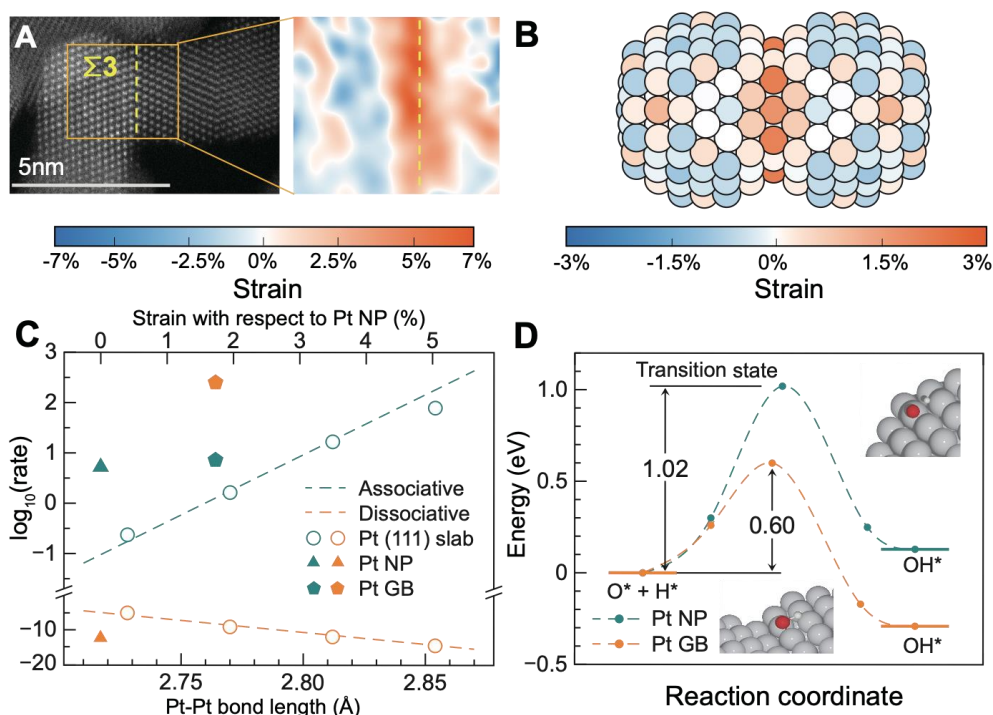 A
Σ3
5nm
-7% -5% -2.5% 0% 2.5% 5% 7%
Strain
B
-3% -1.5% 0% 1.5% 3%
Strain
C
Strain with respect to Pt NP (%)
0 1 2 3 4 5
3
2
1
0
-1
-10
-20
log₁₀(rate)
Associative
Dissociative
Pt (111) slab
Pt NP
Pt GB
2.75 2.80 2.85
Pt-Pt bond length (Å)
D
Transition state
1.02
0.60
1.0
0.5
0
-0.5
Energy (eV)
O* + H*
OH*
OH*
Pt NP
Pt GB
Reaction coordinate